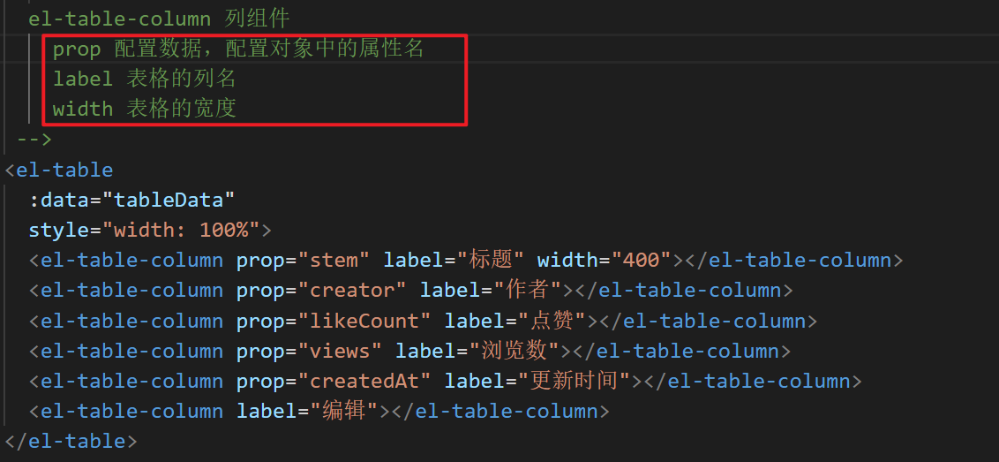 el-table-column 列组件
prop 配置数据，配置对象中的属性名
label 表格的列名
width 表格的宽度
-->
<el-table
:data="tableData"
style="width: 100%">
<el-table-column prop="stem" label="标题" width="400"></el-table-column>
<el-table-column prop="creator" label="作者"></el-table-column>
<el-table-column prop="likeCount" label="点赞"></el-table-column>
<el-table-column prop="views" label="浏览数"></el-table-column>
<el-table-column prop="createdAt" label="更新时间"></el-table-column>
<el-table-column label="编辑"></el-table-column>
</el-table>